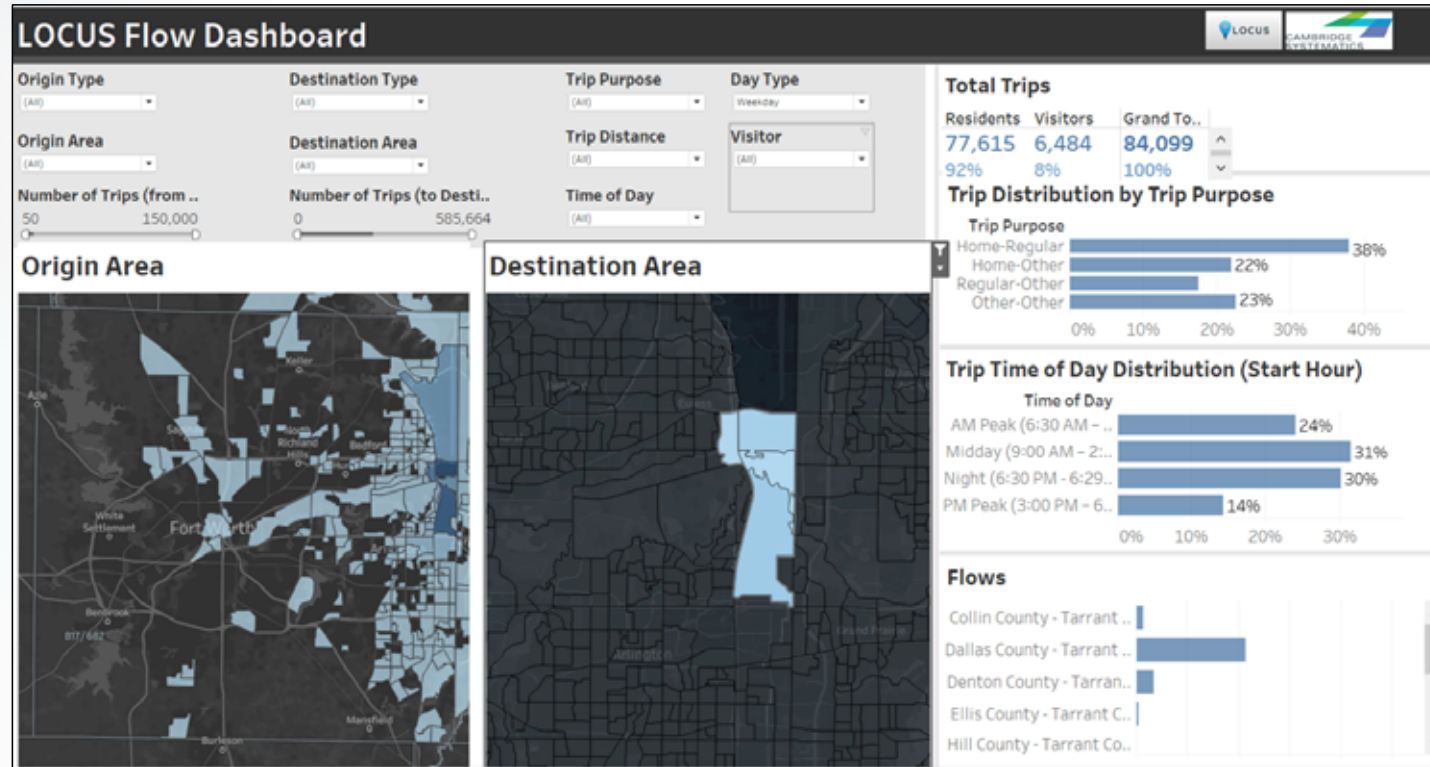 LOCUS Flow Dashboard
LOCUS
CAMBRIDGE
SYSTEMATICS
Origin Type
Destination Type
Trip Purpose
Day Type
(All)
(All)
(All)
Weekday
Origin Area
Destination Area
Trip Distance
Visitor
(All)
(All)
(All)
(All)
Number of Trips (from ..
Number of Trips (to Desti..
Time of Day
50 150,000
0 585,664
(All)
Total Trips
Residents Visitors Grand To..
77,615 6,484 84,099
92% 8% 100%
Trip Distribution by Trip Purpose
Trip Purpose
Home-Regular 38%
Home-Other 22%
Regular-Other
Other-Other 23%
0% 10% 20% 30% 40%
Trip Time of Day Distribution (Start Hour)
Time of Day
AM Peak (6:30 AM – .. 24%
Midday (9:00 AM – 2:.. 31%
Night (6:30 PM - 6:29.. 30%
PM Peak (3:00 PM – 6.. 14%
0% 10% 20% 30%
Flows
Collin County - Tarrant ..
Dallas County - Tarrant ..
Denton County - Tarran..
Ellis County - Tarrant C..
Hill County - Tarrant Co..
Origin Area
Keller
Azle
North
Richland
Hills
Bedford
White
Settlement
Fort Worth
Benbrook
817/682
Mansfield
Burleson
Destination Area
Euless
Arlington
Grand Prairie